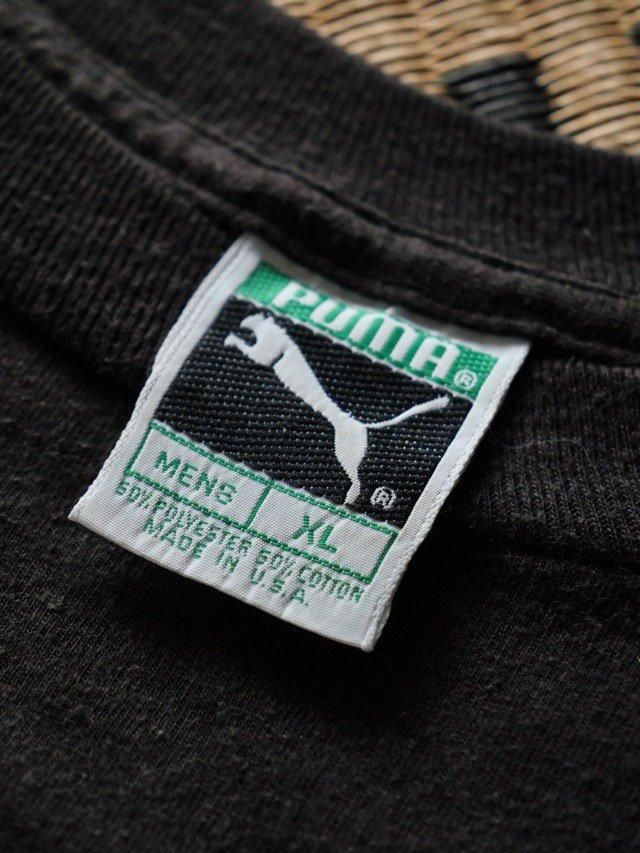 PUMA®
®
MENS XL
50% POLYESTER 50% COTTON
MADE IN U.S.A.